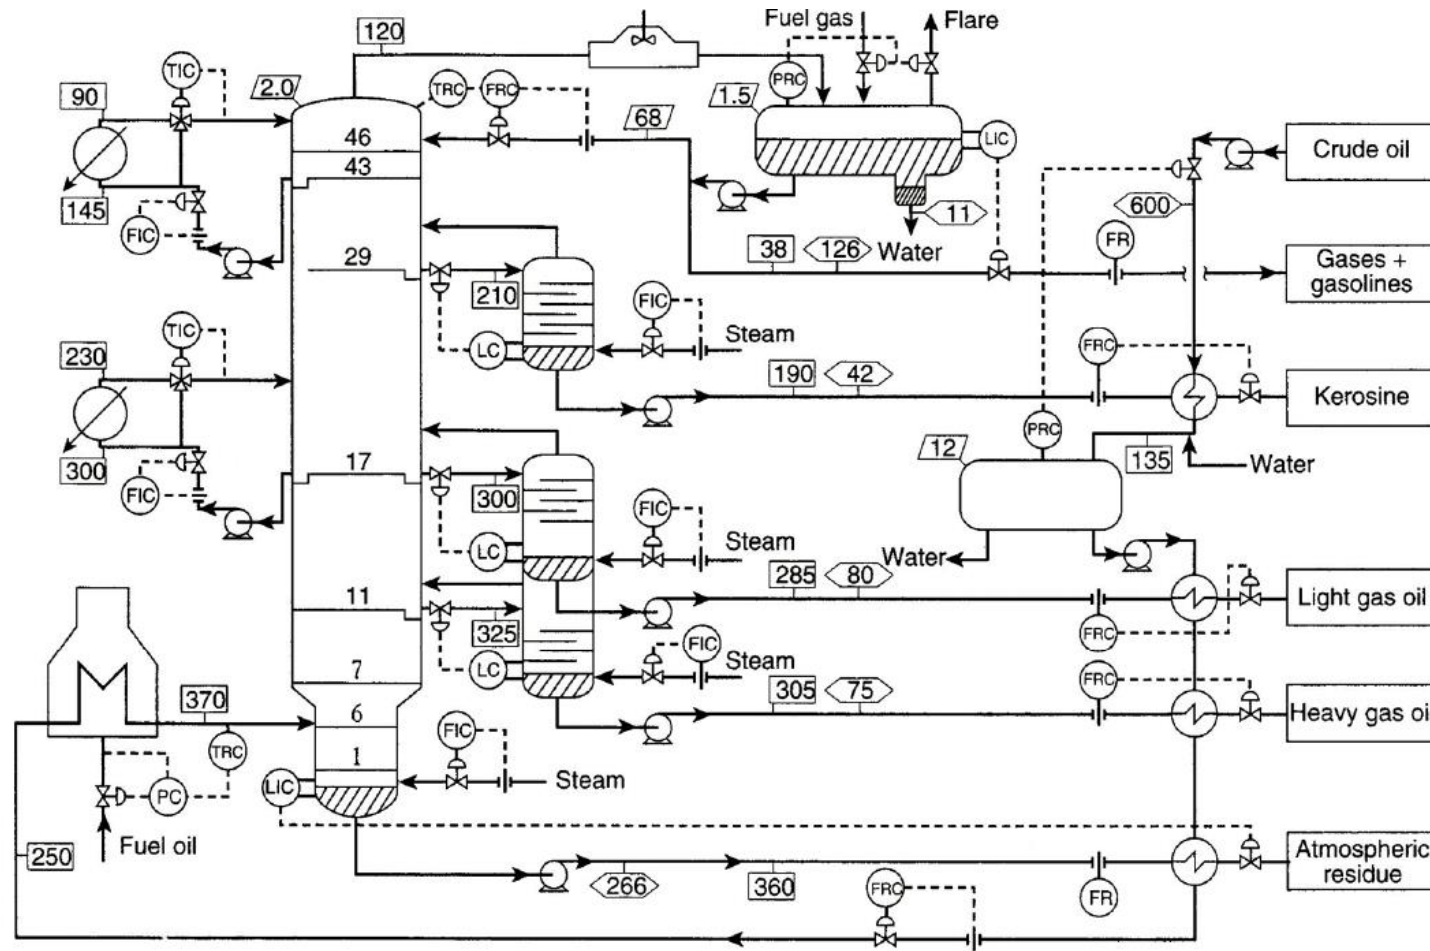 120
Fuel gas
Flare
TIC
90
2.0
TRC
FRC
PRC
1.5
68
LIC
46
43
Crude oil
145
FIC
11
Water
600
FR
29
38
126
Gases +
gasolines
210
FIC
Steam
TIC
230
LC
FRC
190
42
Kerosine
300
FIC
17
300
12
PRC
135
Water
FIC
LC
Steam
Water
285
80
Light gas oil
11
325
FRC
FIC
LC
Steam
7
305
75
FRC
Heavy gas oi
370
6
TRC
FIC
1
LIC
Steam
PC
Fuel oil
250
266
360
FRC
FR
Atmospheric
residue